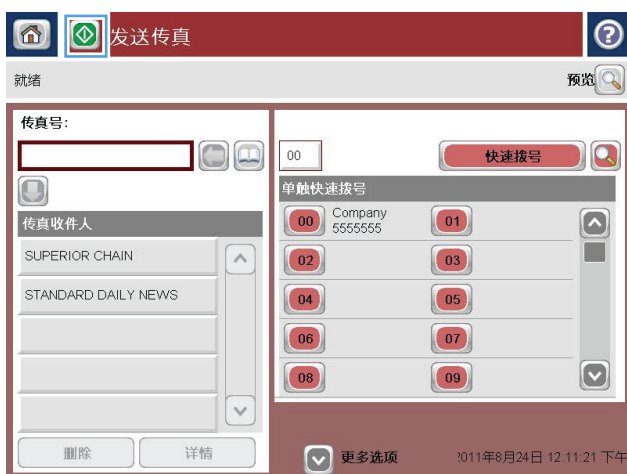 发送传真
?
就绪
预览
传真号:
00
快速拨号
单触快速拨号
传真收件人
SUPERIOR CHAIN
STANDARD DAILY NEWS
00
Company
5555555
01
02
03
04
05
06
07
08
09
删除
详情
更多选项
2011年8月24日 12:11:21 下午